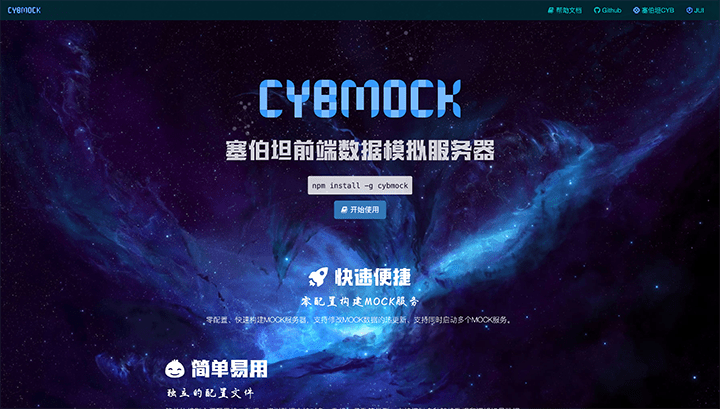 CYBMOCK
帮助文档 Github 塞伯坦CYB JUI
CYBMOCK
塞伯坦前端数据模拟服务器
npm install -g cybmock
开始使用
快速便捷
零配置构建MOCK服务
零配置、快速构建MOCK服务器，支持修改MOCK数据的热更新、支持同时启动多个MOCK服务。
简单易用
独立的配置文件